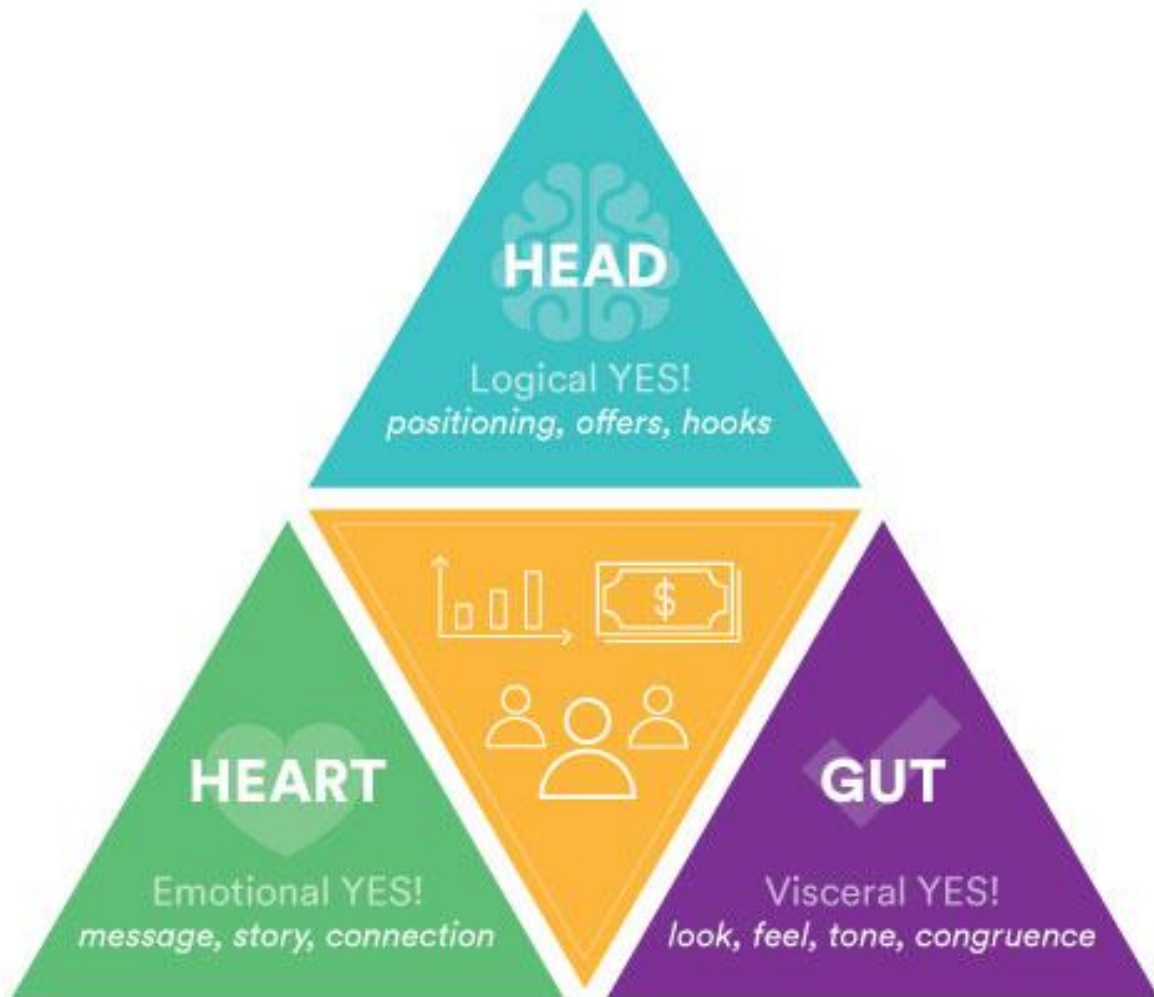 HEAD
Logical YES!
positioning, offers, hooks
$
HEART
Emotional YES!
message, story, connection
GUT
Visceral YES!
look, feel, tone, congruence